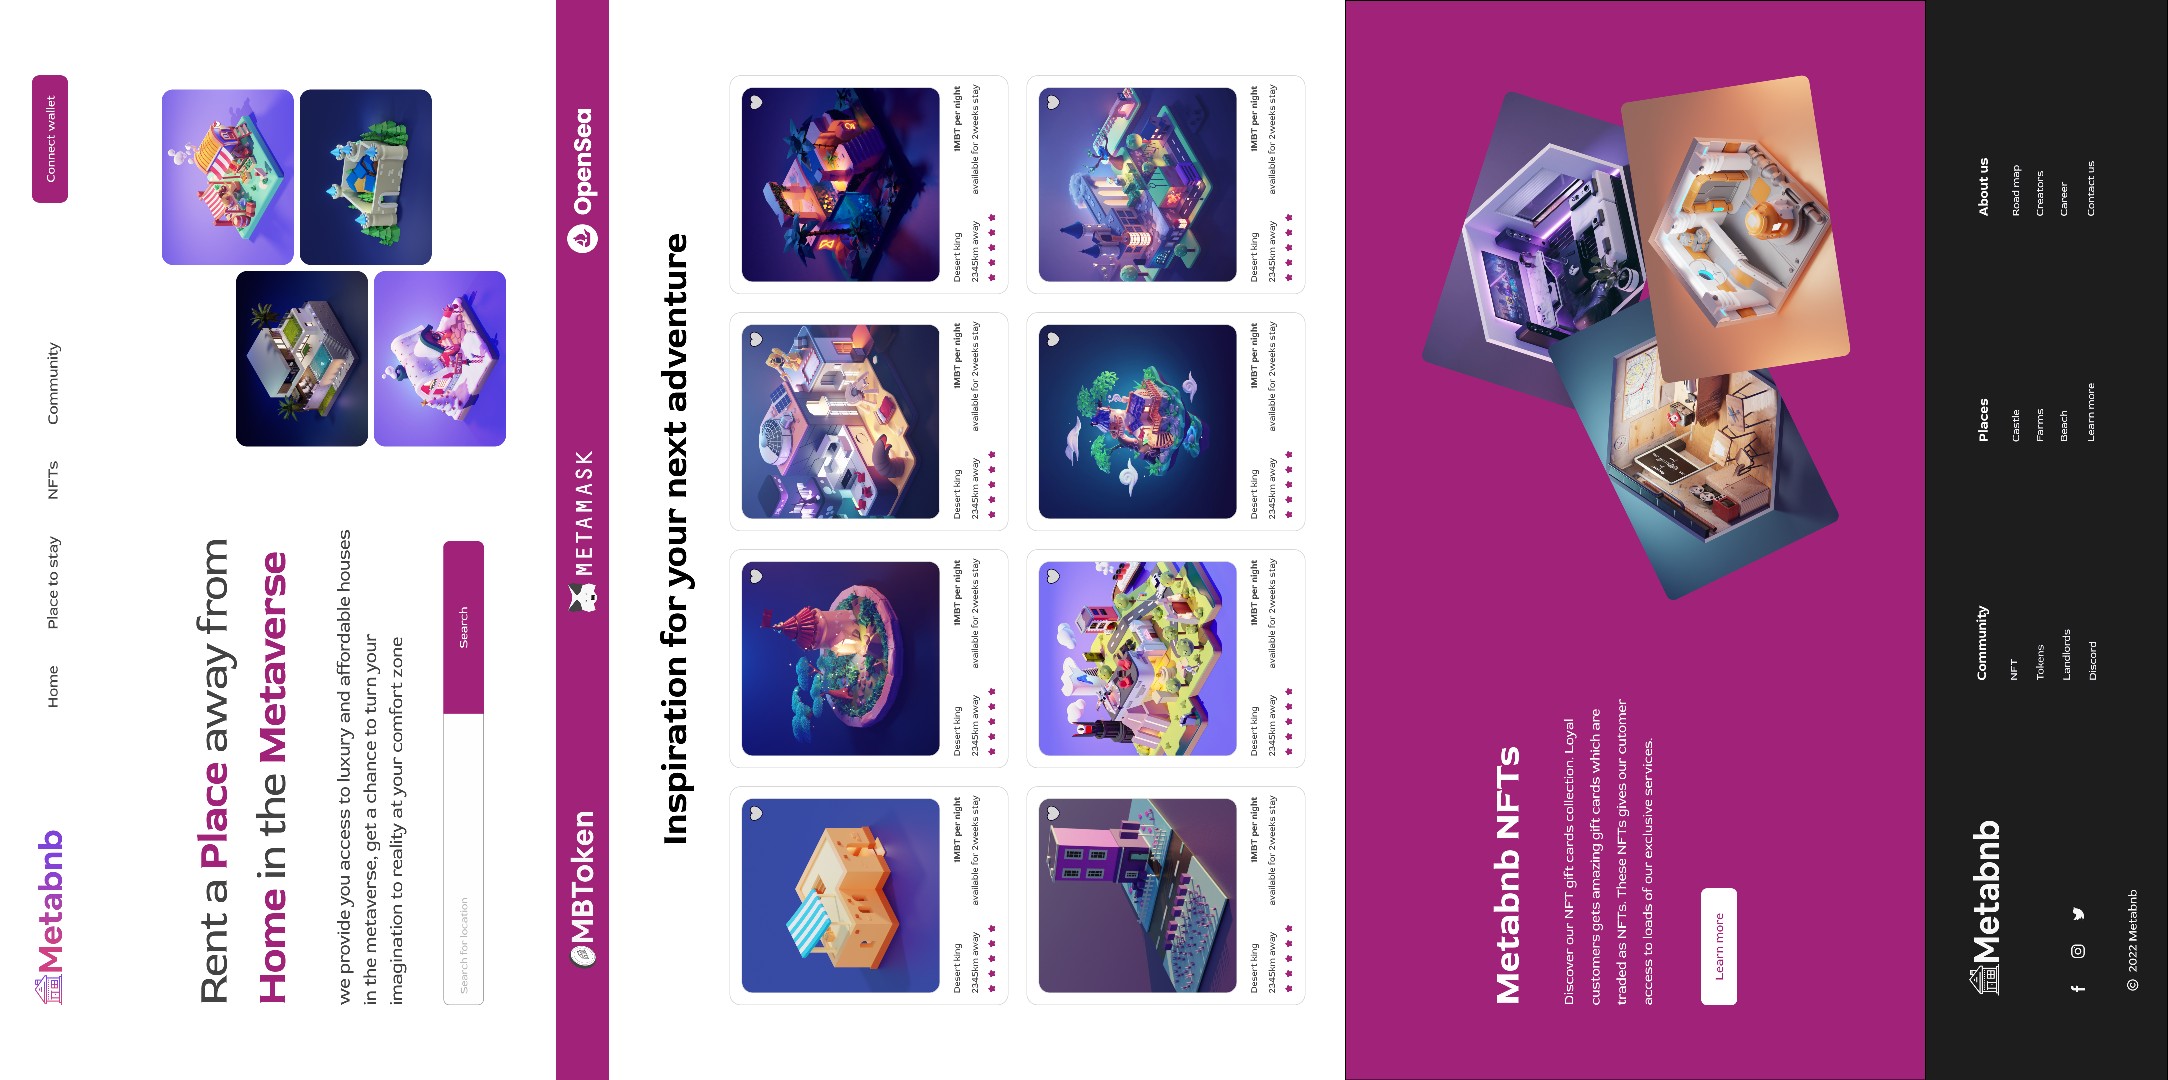 Metabnb
Home
Place to stay
NFTs
Community
Connect wallet
Rent a Place away from
Home in the Metaverse
we provide you access to luxury and affordable houses
in the metaverse, get a chance to turn your
imagination to reality at your comfort zone
Search for location
Search
MBToken
METAMASK
OpenSea
Inspiration for your next adventure
Desert king
1MBT per night
2345km away
available for 2weeks stay
Desert king
1MBT per night
2345km away
available for 2weeks stay
Desert king
1MBT per night
2345km away
available for 2weeks stay
Desert king
1MBT per night
2345km away
available for 2weeks stay
Desert king
1MBT per night
2345km away
available for 2weeks stay
Desert king
1MBT per night
2345km away
available for 2weeks stay
Desert king
1MBT per night
2345km away
available for 2weeks stay
Desert king
1MBT per night
2345km away
available for 2weeks stay
Metabnb NFTs
Discover our NFT gift cards collection. Loyal
customers gets amazing gift cards which are
traded as NFTs. These NFTs gives our cutomer
access to loads of our exclusive services.
Learn more
Metabnb
© 2022 Metabnb
Community
NFT
Tokens
Landlords
Discord
Places
Castle
Farms
Beach
Learn more
About us
Road map
Creators
Career
Contact us